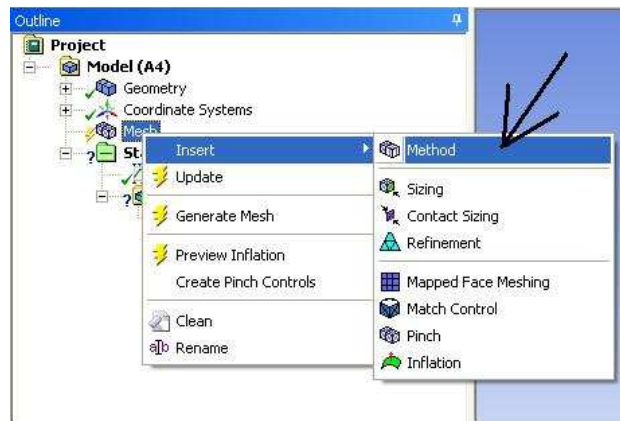 Outline
Project
Model (A4)
Geometry
Coordinate Systems
Mesh
St
Insert
Update
Generate Mesh
Preview Inflation
Create Pinch Controls
Clean
Rename
Method
Sizing
Contact Sizing
Refinement
Mapped Face Meshing
Match Control
Pinch
Inflation